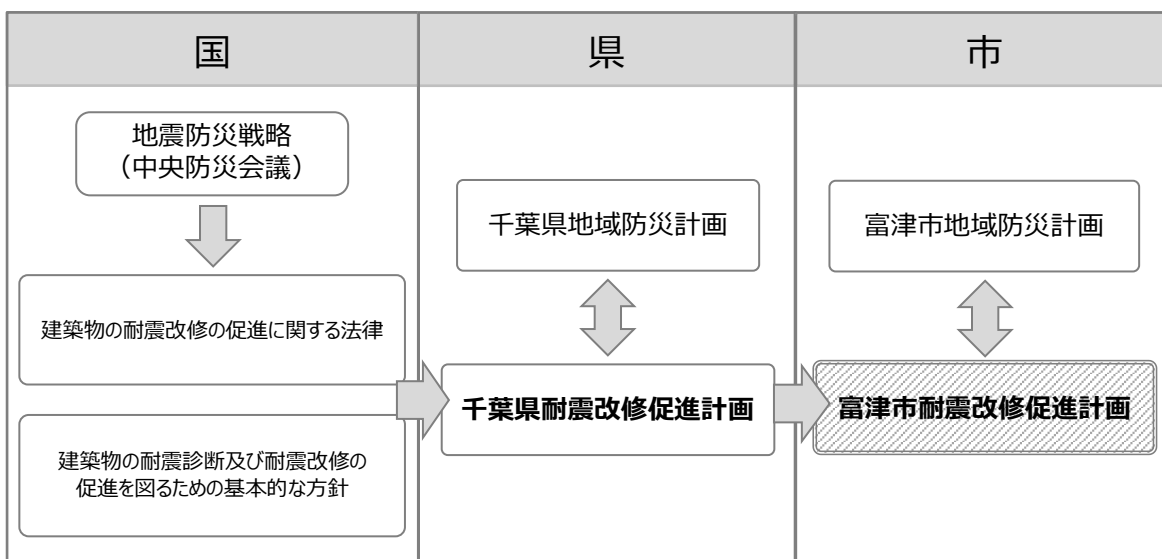 国
県
市
地震防災戦略
（中央防災会議）
建築物の耐震改修の促進に関する法律
建築物の耐震診断及び耐震改修の
促進を図るための基本的な方針
千葉県地域防災計画
千葉県耐震改修促進計画
富津市地域防災計画
富津市耐震改修促進計画